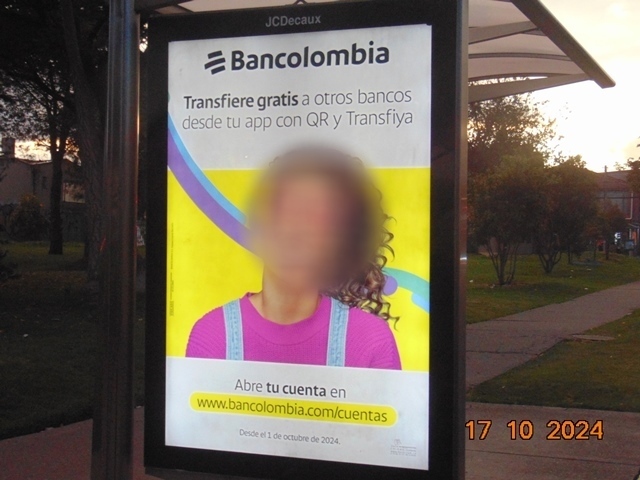 JCDecaux
Bancolombia
Transfiere gratis a otros bancos
desde tu app con QR y Transfiya
Abre tu cuenta en
www.bancolombia.com/cuentas
Desde el 1 de octubre de 2024.
17 10 2024